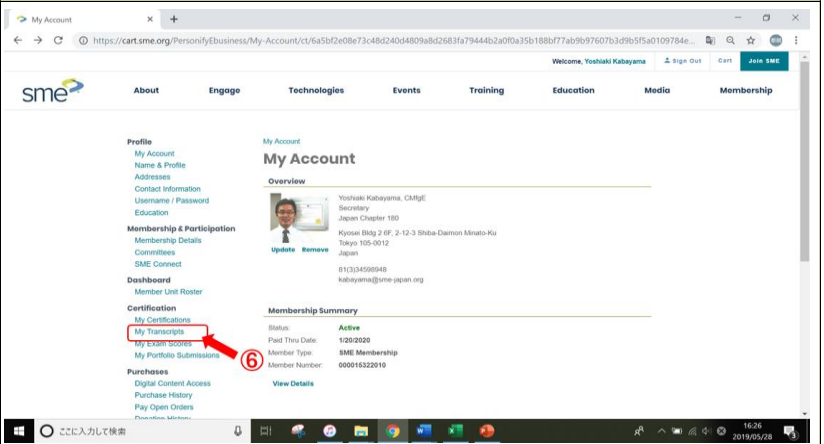 My Account
https://cart.sme.org/PersonifyEbusiness/My-Account/ct/6a5bf2e08e73c48d240d4809a8d2683fa79444b2a0f0a35b188bf77ab9b97607b3d9b5f5a0109784e...
Welcome, Yoshiaki Kabayama Sign Out Cart Join SME
sme About Engage Technologies Events Training Education Media Membership
Profile
My Account
Name & Profile
Addresses
Contact Information
Username / Password
Education
Membership & Participation
Membership Details
Committees
SME Connect
Dashboard
Member Unit Roster
Certification
My Certifications
My Transcripts
My Exam Scores
My Portfolio Submissions
⑥
Purchases
Digital Content Access
Purchase History
Pay Open Orders
Donation History
My Account
My Account
Overview
Update Remove
Yoshiaki Kabayama, CMfgE
Secretary
Japan Chapter 180
Kyosei Bldg 2 6F, 2-12-3 Shiba-Daimon Minato-Ku
Tokyo 105-0012
Japan
81(3)34598948
kabayama@sme-japan.org
Membership Summary
Status: Active
Paid Thru Date: 1/20/2020
Member Type: SME Membership
Member Number: 000015322010
View Details
ここに入力して検索
16:26
2019/05/28